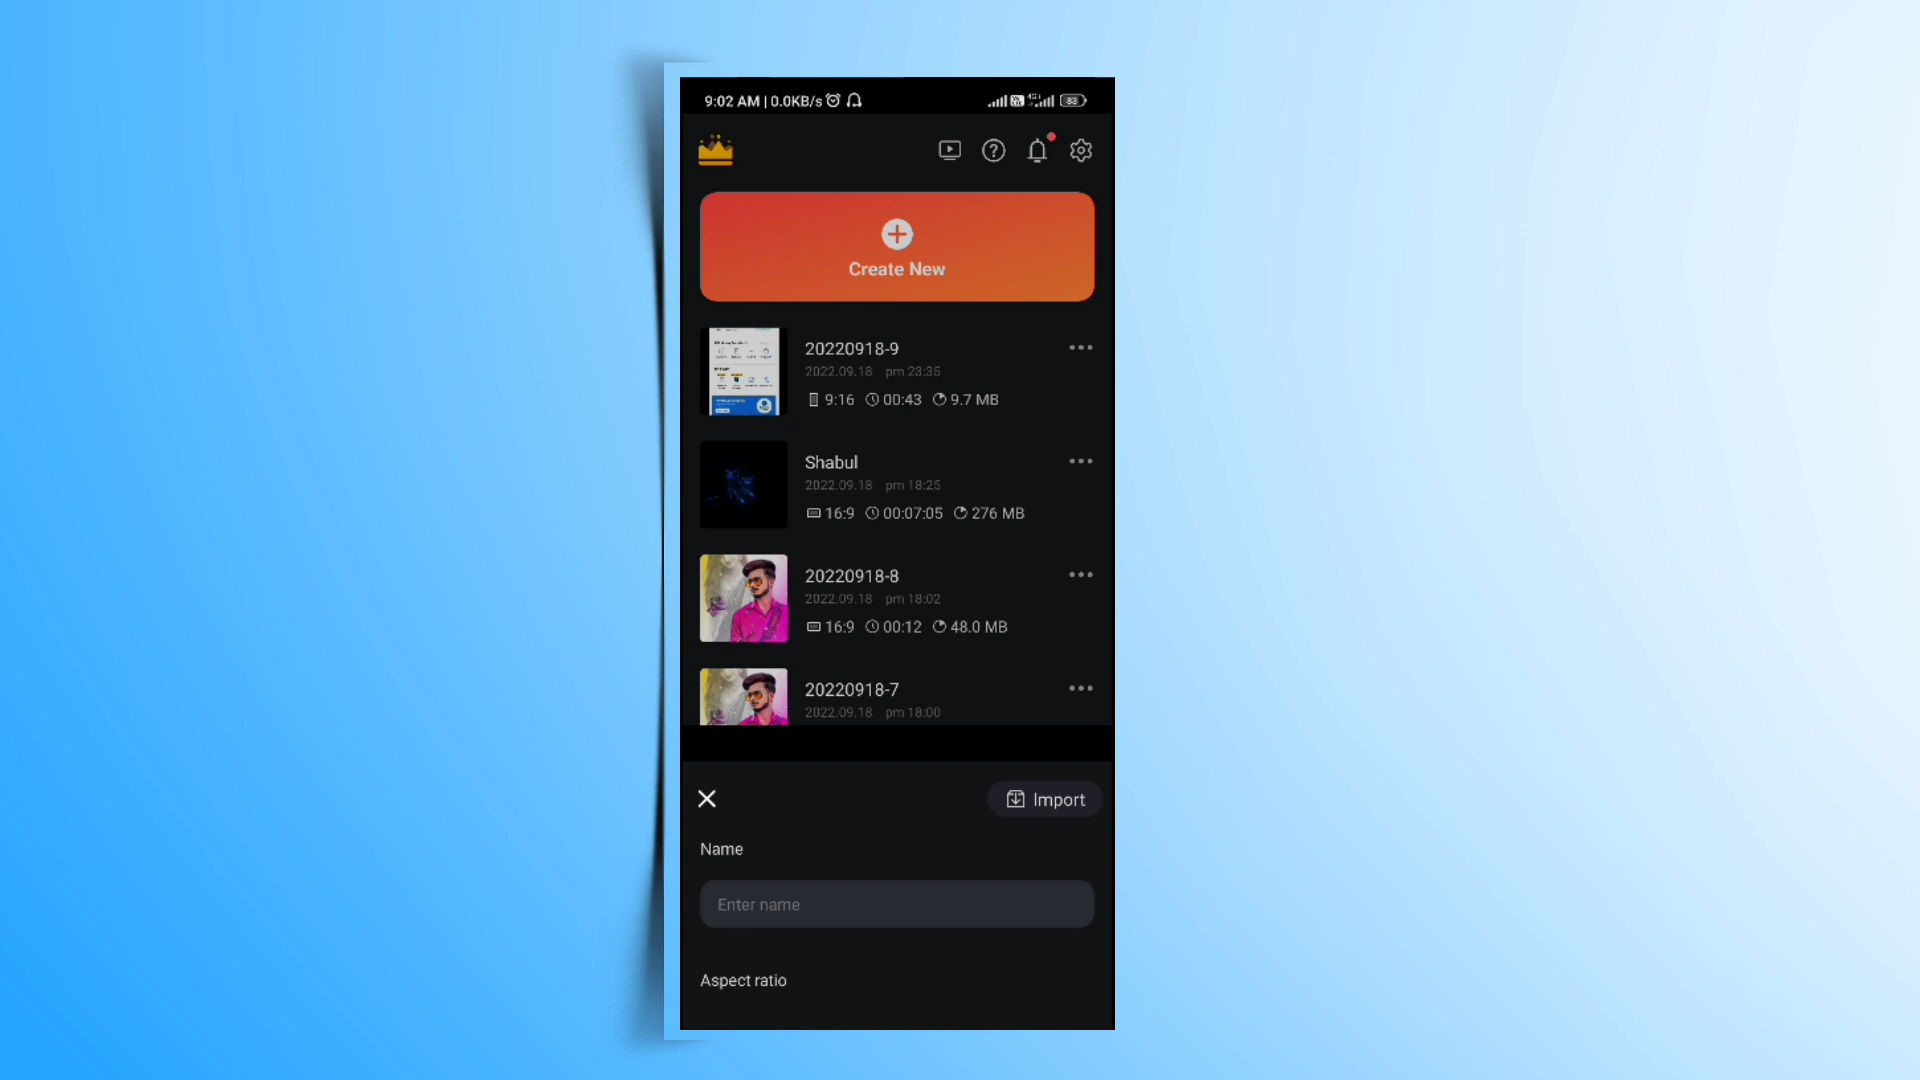 9:02 AM | 0.0KB/s
83
Create New
20220918-9
2022.09.18 pm 23:35
9:16 00:43 9.7 MB
Shabul
2022.09.18 pm 18:25
16:9 00:07:05 276 MB
20220918-8
2022.09.18 pm 18:02
16:9 00:12 48.0 MB
20220918-7
2022.09.18 pm 18:00
Import
Name
Enter name
Aspect ratio